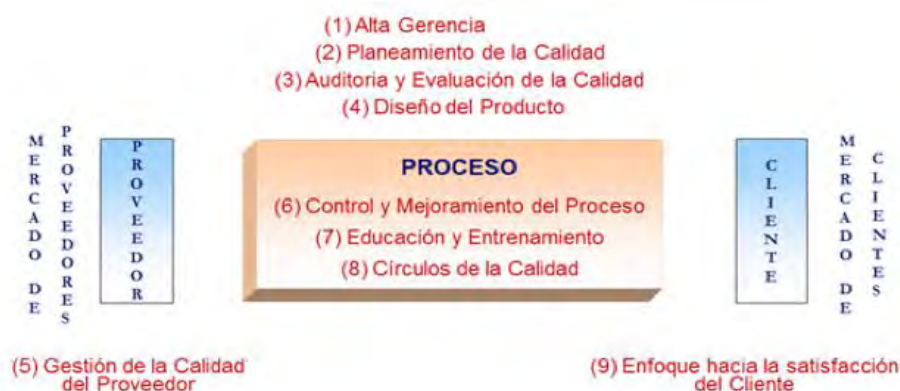 (1) Alta Gerencia
(2) Planeamiento de la Calidad
(3) Auditoria y Evaluación de la Calidad
(4) Diseño del Producto
MERCADO DE
PROVEEDORES
PROVEEDOR
PROCESO
(6) Control y Mejoramiento del Proceso
(7) Educación y Entrenamiento
(8) Círculos de la Calidad
CLIENTE
MERCADO DE
CLIENTES
(5) Gestión de la Calidad
del Proveedor
(9) Enfoque hacia la satisfacción
del Cliente